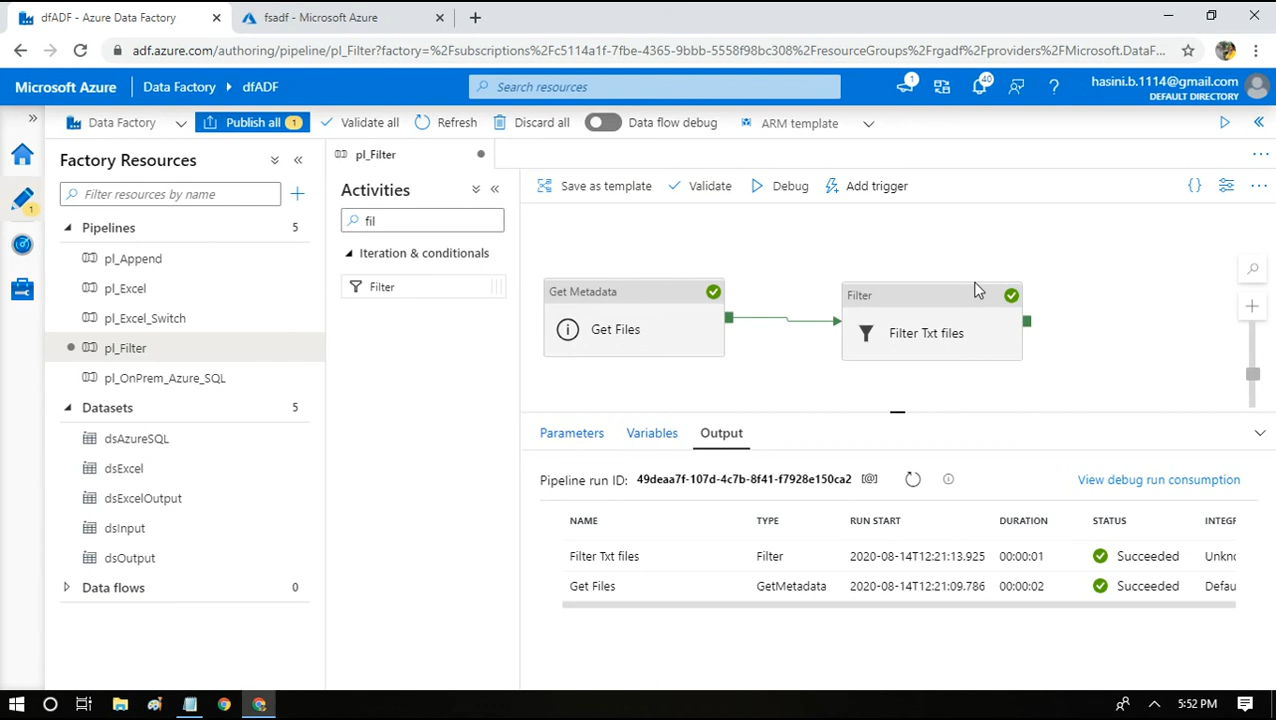 dfADF - Azure Data Factory
fsadf - Microsoft Azure
adf.azure.com/authoring/pipeline/pl_Filter?factory=%2Fsubscriptions%2Fc5114a1f-7fbe-4365-9bbb-5558f98bc308%2FresourceGroups%2Frgadf%2Fproviders%2FMicrosoft.DataF...
Microsoft Azure
Data Factory
dfADF
Search resources
1
40
hasini.b.1114@gmail.com
DEFAULT DIRECTORY
Data Factory
Publish all 1
Validate all
Refresh
Discard all
Data flow debug
ARM template
Factory Resources
Filter resources by name
1
Pipelines 5
pl_Append
pl_Excel
pl_Excel_Switch
pl_Filter
pl_OnPrem_Azure_SQL
Datasets 5
dsAzureSQL
dsExcel
dsExcelOutput
dsInput
dsOutput
Data flows 0
pl_Filter
Activities
fil
Iteration & conditionals
Filter
Save as template
Validate
Debug
Add trigger
Get Metadata
Get Files
Filter
Filter Txt files
Parameters
Variables
Output
Pipeline run ID: 49deaa7f-107d-4c7b-8f41-f7928e150ca2 [@]
View debug run consumption
NAME TYPE RUN START DURATION STATUS INTEGR
Filter Txt files Filter 2020-08-14T12:21:13.925 00:00:01 Succeeded Unkno
Get Files GetMetadata 2020-08-14T12:21:09.786 00:00:02 Succeeded Defau
5:52 PM